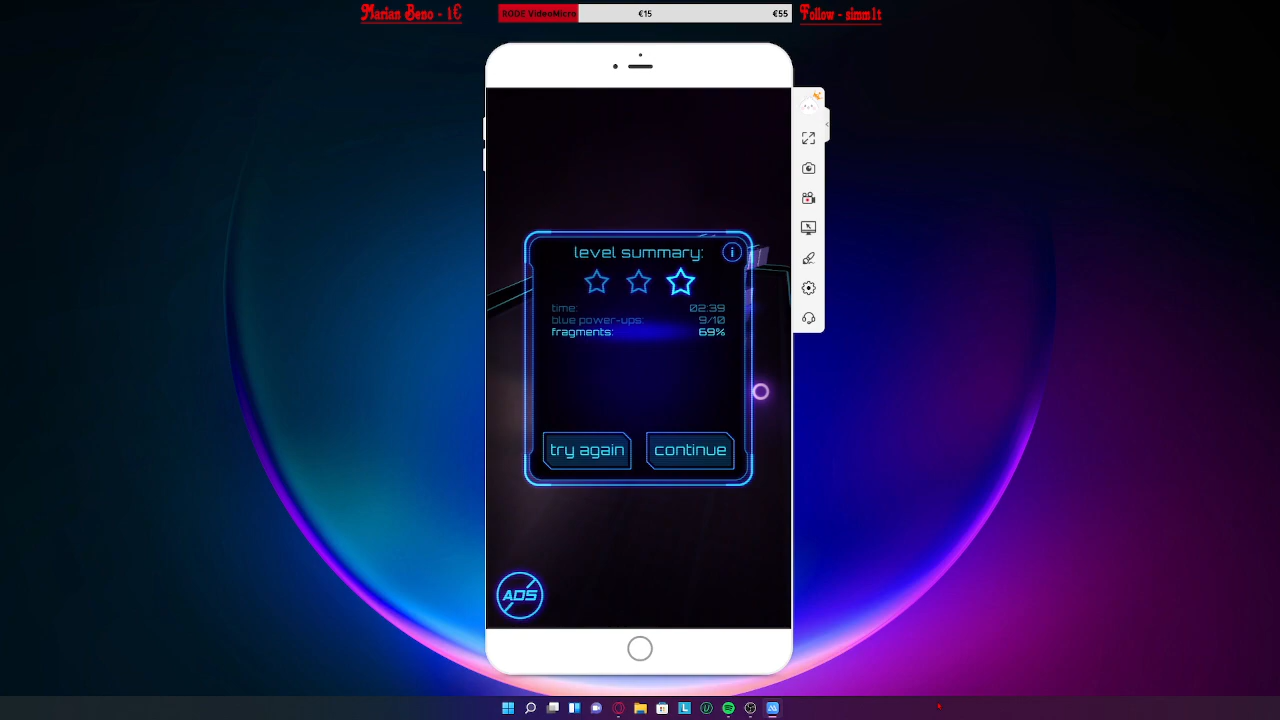 Marian Beno - 1€
RODE VideoMicro €15 €55
Follow - simm1t
level summary:
i
time: 02:39
blue power-ups: 9/10
fragments: 69%
try again
continue
ADS